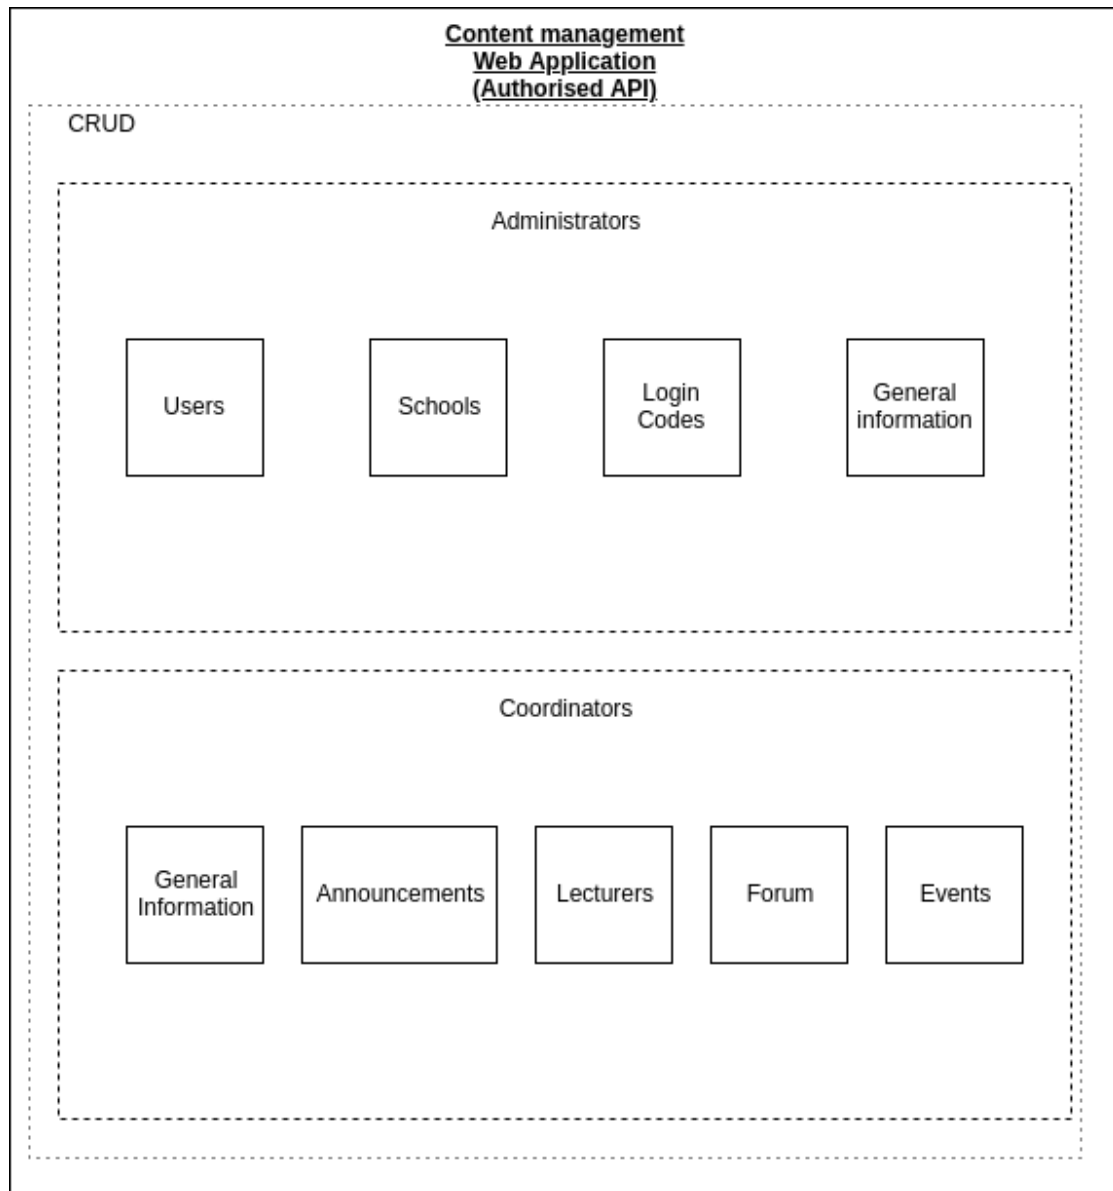 Content management
Web Application
(Authorised API)
CRUD
Administrators
Users
Schools
Login
Codes
General
information
Coordinators
General
Information
Announcements
Lecturers
Forum
Events